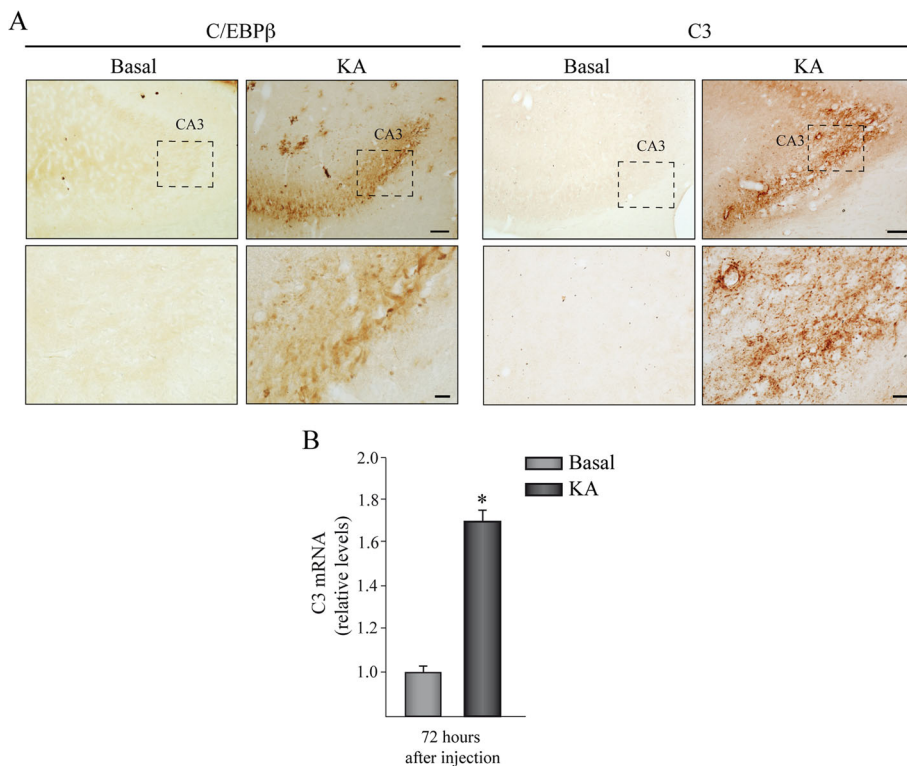 A
C/EBPβ
C3
Basal
KA
Basal
KA
CA3
CA3
CA3
CA3
B
2.0
1.8
1.6
1.4
1.2
1.0
C3 mRNA
(relative levels)
*
Basal
KA
72 hours
after injection